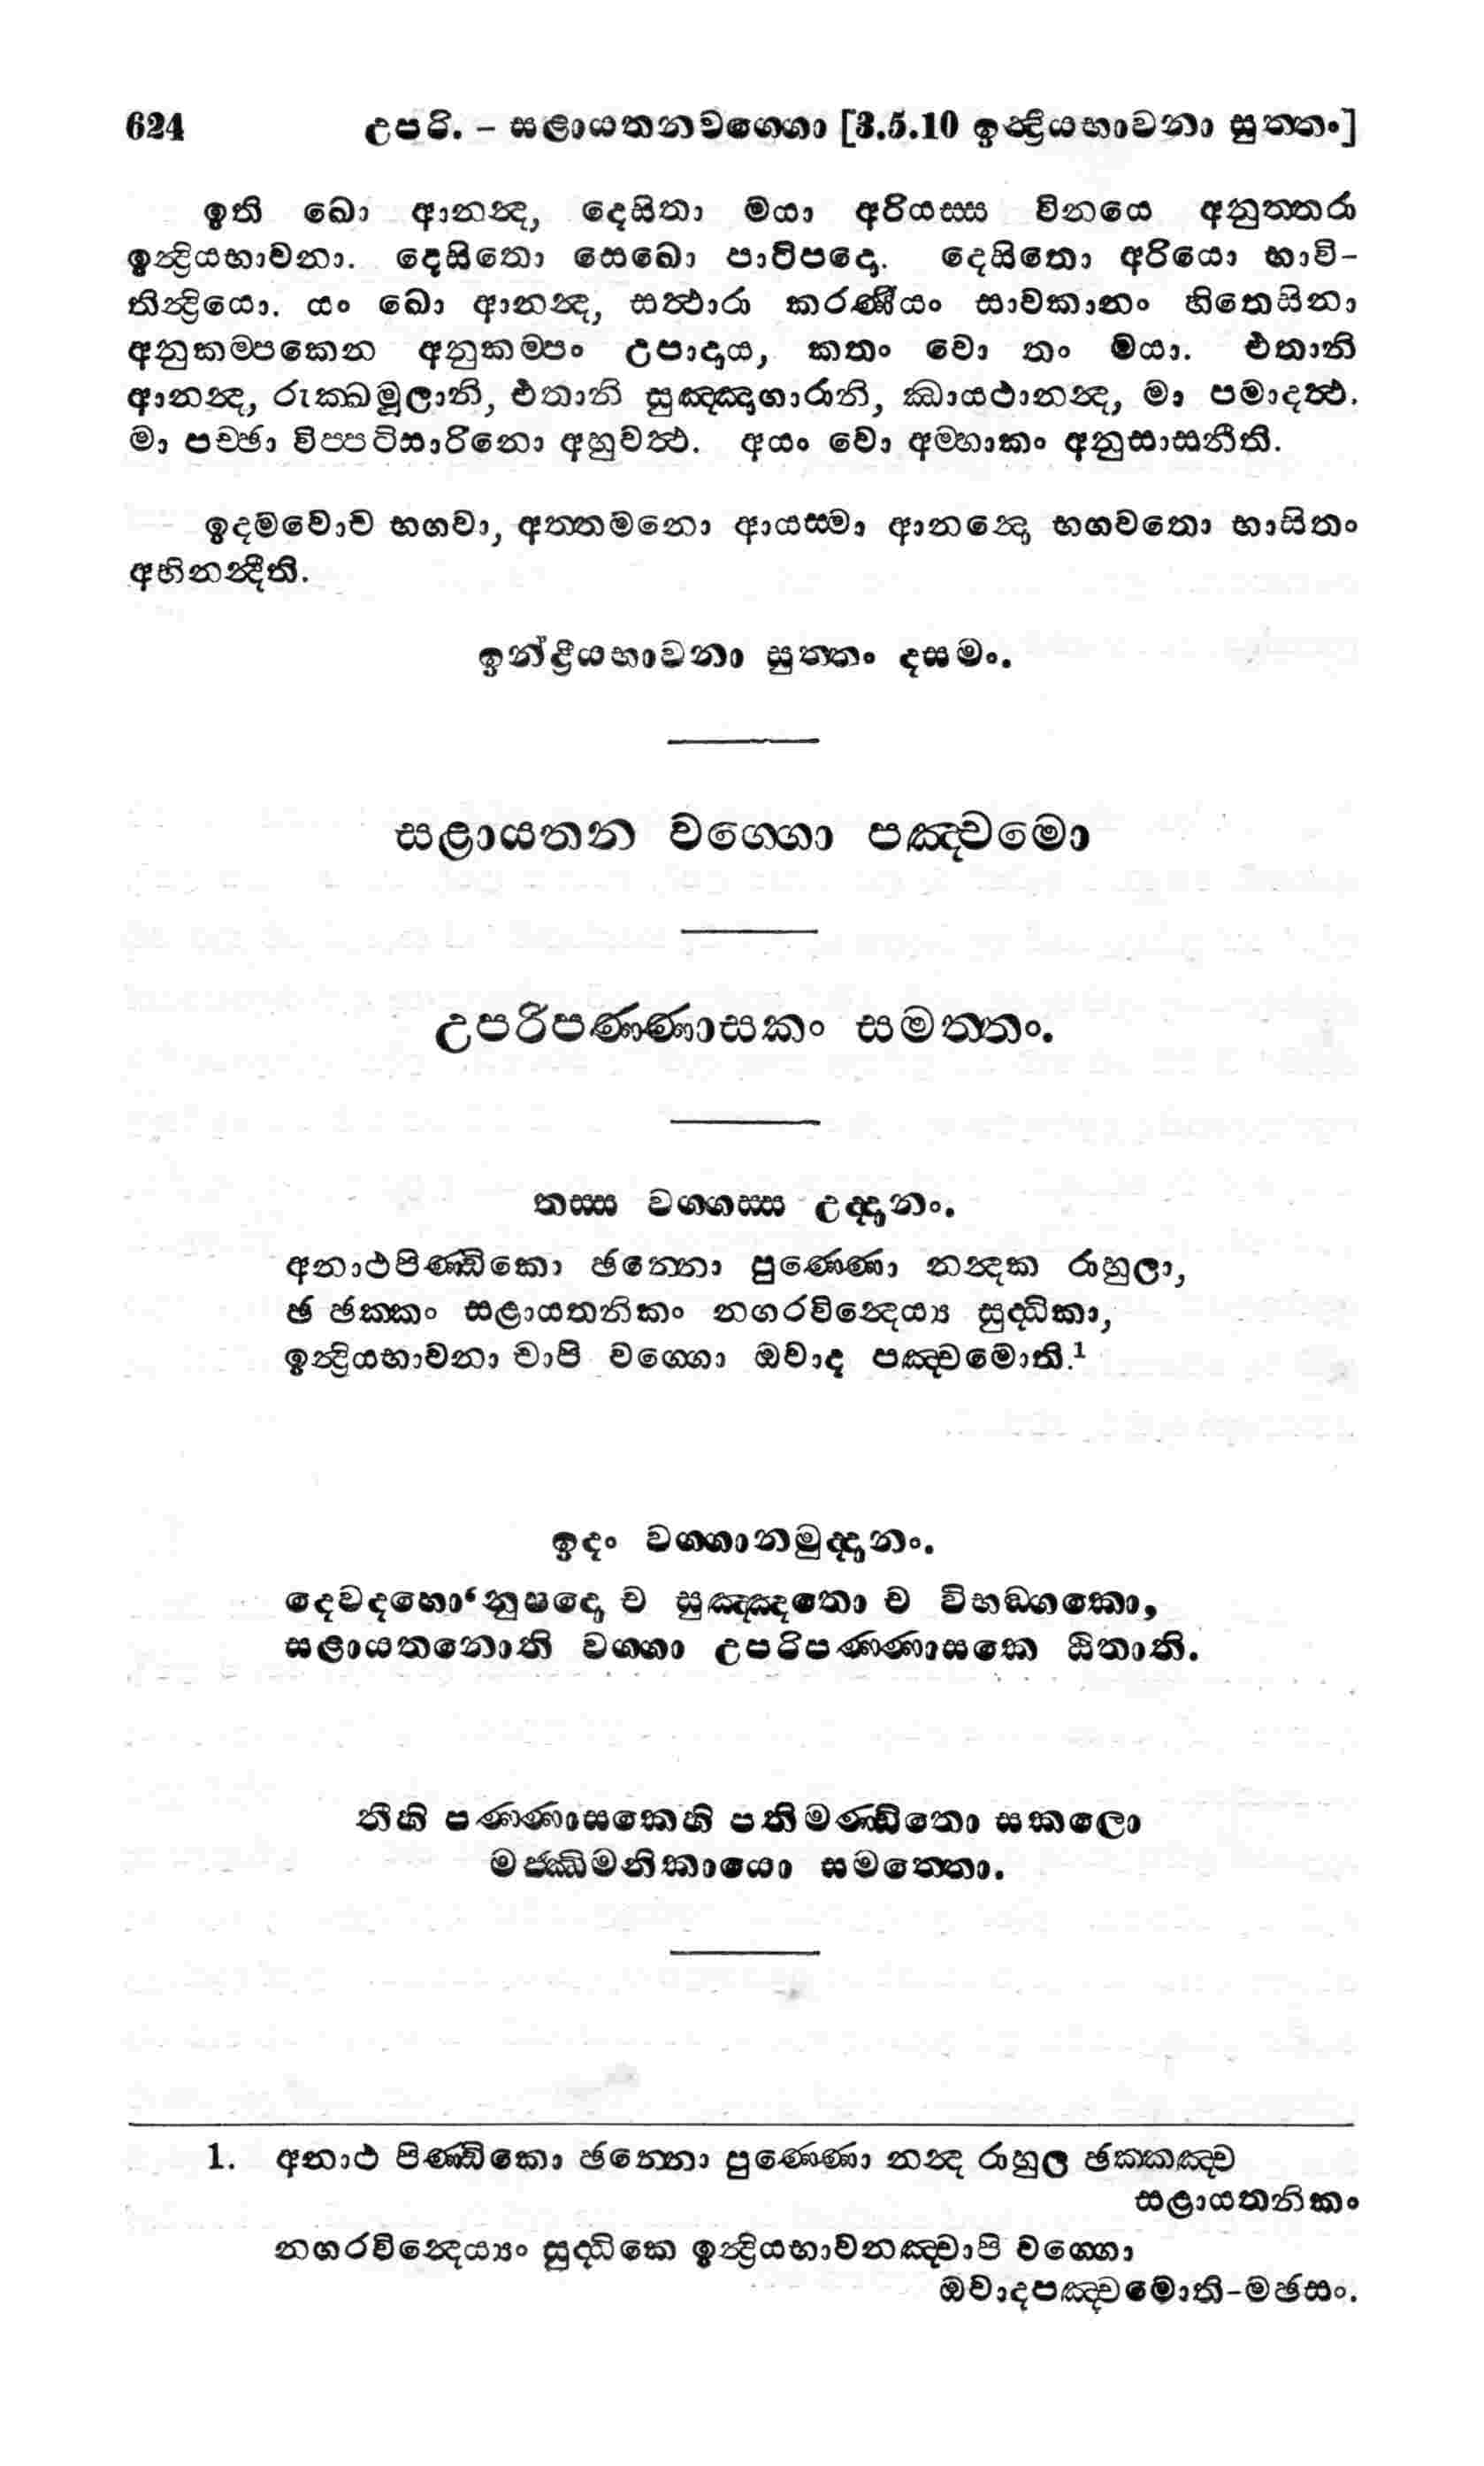 624 උපරි. – සළායතනවග්ගො [3.5.10 ඉන්ද්‍රියභාවනා සුත්තං]
ඉති ඛො ආනන්ද, දෙසිතා මයා අරියස්ස විනයෙ අනුත්තරා
ඉන්ද්‍රියභාවනා. දෙසිතො සෙඛො පාටිපදො. දෙසිතො අරියො භාවි-
තින්ද්‍රියො. යං ඛො ආනන්ද, සත්ථාරා කරණීයං සාවකානං හිතෙසිනා
අනුකම්පකෙන අනුකම්පං උපාදාය, කතං වො තං මයා. එතානි
ආනන්ද, රුක්ඛමූලානි, එතානි සුඤ්ඤාගාරානි, ඣායථානන්ද, මා පමාදත්ථ.
මා පච්ඡා විප්පටිසාරිනො අහුවත්ථ. අයං වො අම්හාකං අනුසාසනීති.
ඉදමවොච භගවා, අත්තමනො ආයස්මා ආනන්දො භගවතො භාසිතං
අභිනන්දීති.
ඉන්ද්‍රියභාවනා සුත්තං දසමං.
සළායතන වග්ගො පඤ්චමො
උපරිපණ්ණාසකං සමත්තං.
තස්ස වග්ගස්ස උද්දානං.
අනාථපිණ්ඩිකො ඡන්නො පුණ්ණො නන්දක රාහුලා,
ඡ ඡක්කං සළායතනිකං නගරවින්දෙය්‍ය සුද්ධිකා,
ඉන්ද්‍රියභාවනා චාපි වග්ගො ඔවාද පඤ්චමොති.¹
ඉදං වග්ගානමුද්දානං.
දෙවදහො‘නුපදො ච සුඤ්ඤතො ච විභඞ්ගකො,
සළායතනොති වග්ගා උපරිපණ්ණාසකෙ ඨිතාති.
තීහි පණ්ණාසකෙහි පතිමණ්ඩිතො සකලො
මජ්ඣිමනිකායො සමත්තො.
1. අනාථ පිණ්ඩිකො ඡන්නො පුණ්ණො නන්ද රාහුල ඡක්කඤ්ච
සළායතනිකං
නගරවින්දෙය්‍යං සුද්ධිකෙ ඉන්ද්‍රියභාවනඤ්චාපි වග්ගො
ඔවාදපඤ්චමොති–මඡසං.